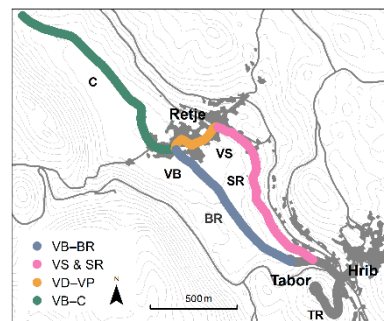 C
Retje
VS
VB
SR
BR
VB–BR
VS & SR
VD–VP
VB–C
N
500 m
Tabor
Hrib
TR